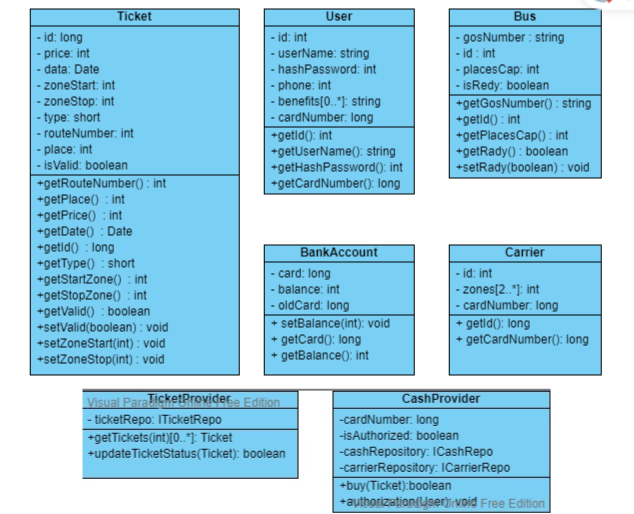 Ticket
- id: long
- price: int
- data: Date
- zoneStart: int
- zoneStop: int
- type: short
- routeNumber: int
- place: int
- isValid: boolean
+getRouteNumber() : int
+getPlace() : int
+getPrice() : int
+getDate() : Date
+getId() : long
+getType() : short
+getStartZone() : int
+getStopZone() : int
+getValid() : boolean
+setValid(boolean) : void
+setZoneStart(int) : void
+setZoneStop(int) : void
User
- id: int
- userName: string
- hashPassword: int
- phone: int
- benefits[0..*]: string
- cardNumber: long
+getId(): int
+getUserName(): string
+getHashPassword(): int
+getCardNumber(): long
Bus
- gosNumber : string
- id : int
- placesCap: int
- isRedy: boolean
+getGosNumber() : string
+getId() : int
+getPlacesCap() : int
+getRady() : boolean
+setRady(boolean) : void
BankAccount
- card: long
- balance: int
- oldCard: long
+ setBalance(int): void
+ getCard(): long
+ getBalance(): int
Carrier
- id: int
- zones[2..*]: int
- cardNumber: long
+ getId(): long
+ getCardNumber(): long
TicketProvider
Visual Paradigm Online Free Edition
- ticketRepo: ITicketRepo
+getTickets(int)[0..*]: Ticket
+updateTicketStatus(Ticket): boolean
CashProvider
-cardNumber: long
-isAuthorized: boolean
-cashRepository: ICashRepo
-carrierRepository: ICarrierRepo
+buy(Ticket):boolean
+authorization(User): void
Visual Paradigm Online Free Edition